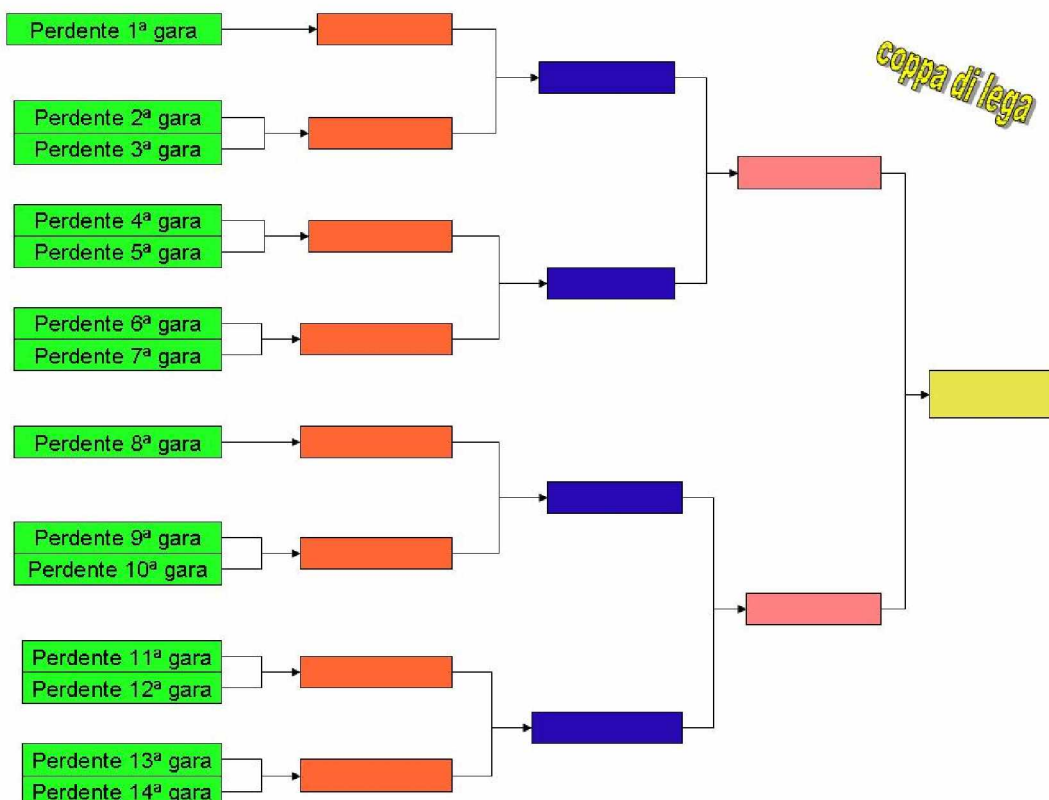 Perdente 1ª gara
coppa di lega
Perdente 2ª gara
Perdente 3ª gara
Perdente 4ª gara
Perdente 5ª gara
Perdente 6ª gara
Perdente 7ª gara
Perdente 8ª gara
Perdente 9ª gara
Perdente 10ª gara
Perdente 11ª gara
Perdente 12ª gara
Perdente 13ª gara
Perdente 14ª gara